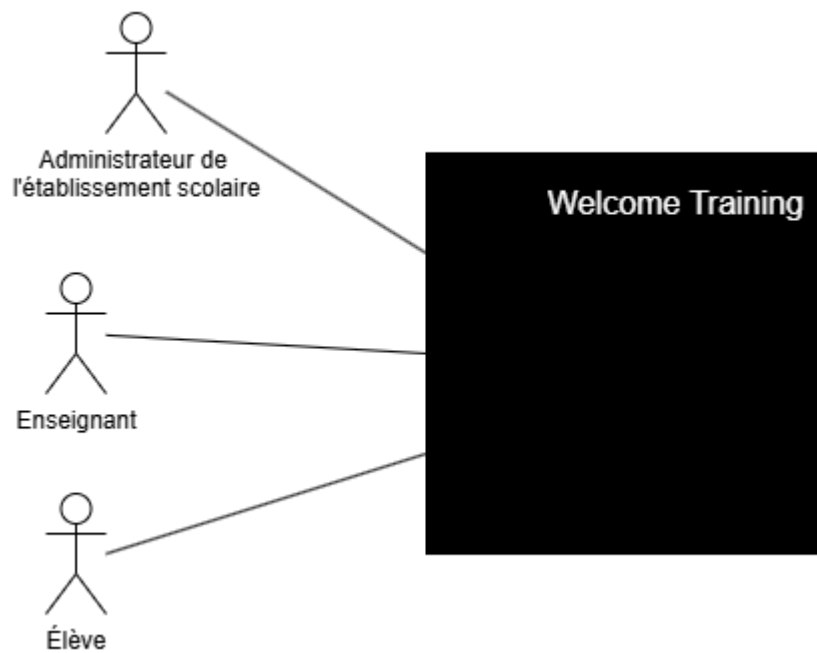 Administrateur de
l'établissement scolaire
Welcome Training
Enseignant
Élève